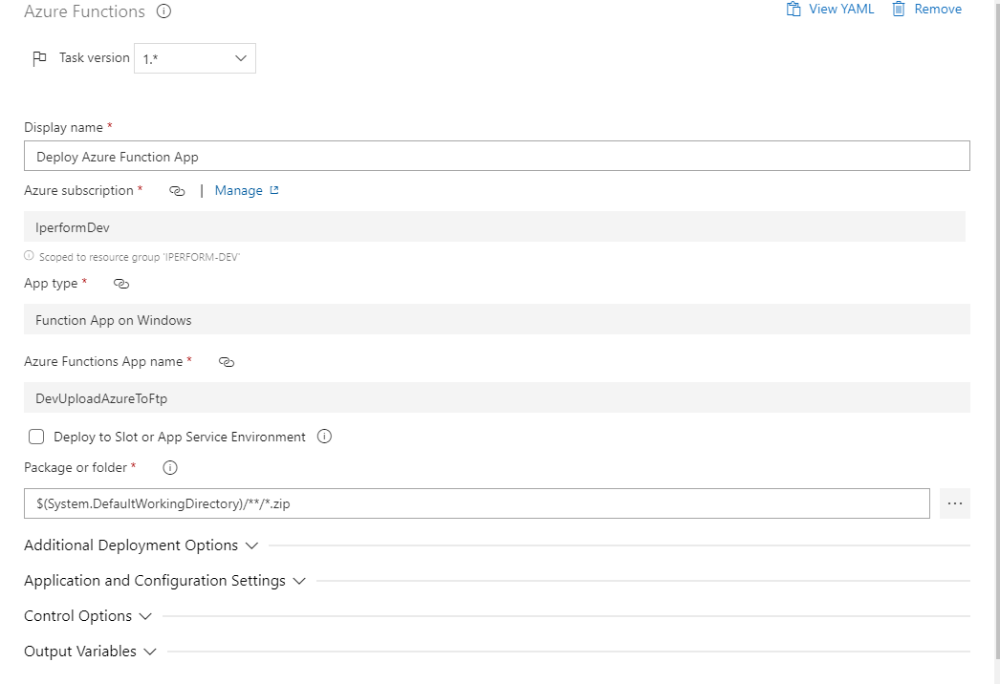 Azure Functions
View YAML
Remove
Task version
1.*
Display name *
Deploy Azure Function App
Azure subscription *
|
Manage
IperformDev
Scoped to resource group 'IPERFORM-DEV'
App type *
Function App on Windows
Azure Functions App name *
DevUploadAzureToFtp
Deploy to Slot or App Service Environment
Package or folder *
$(System.DefaultWorkingDirectory)/**/*.zip
...
Additional Deployment Options
Application and Configuration Settings
Control Options
Output Variables